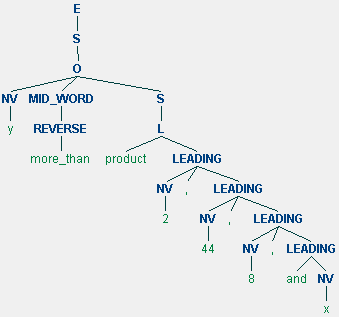 E
S
O
NV MID_WORD S
y REVERSE L
more_than product LEADING
NV , LEADING
2 NV , LEADING
44 NV , LEADING
8 and NV
x